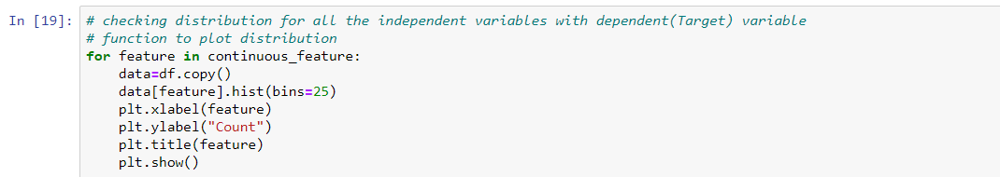 In [19]: # checking distribution for all the independent variables with dependent(Target) variable
# function to plot distribution
for feature in continuous_feature:
    data=df.copy()
    data[feature].hist(bins=25)
    plt.xlabel(feature)
    plt.ylabel("Count")
    plt.title(feature)
    plt.show()